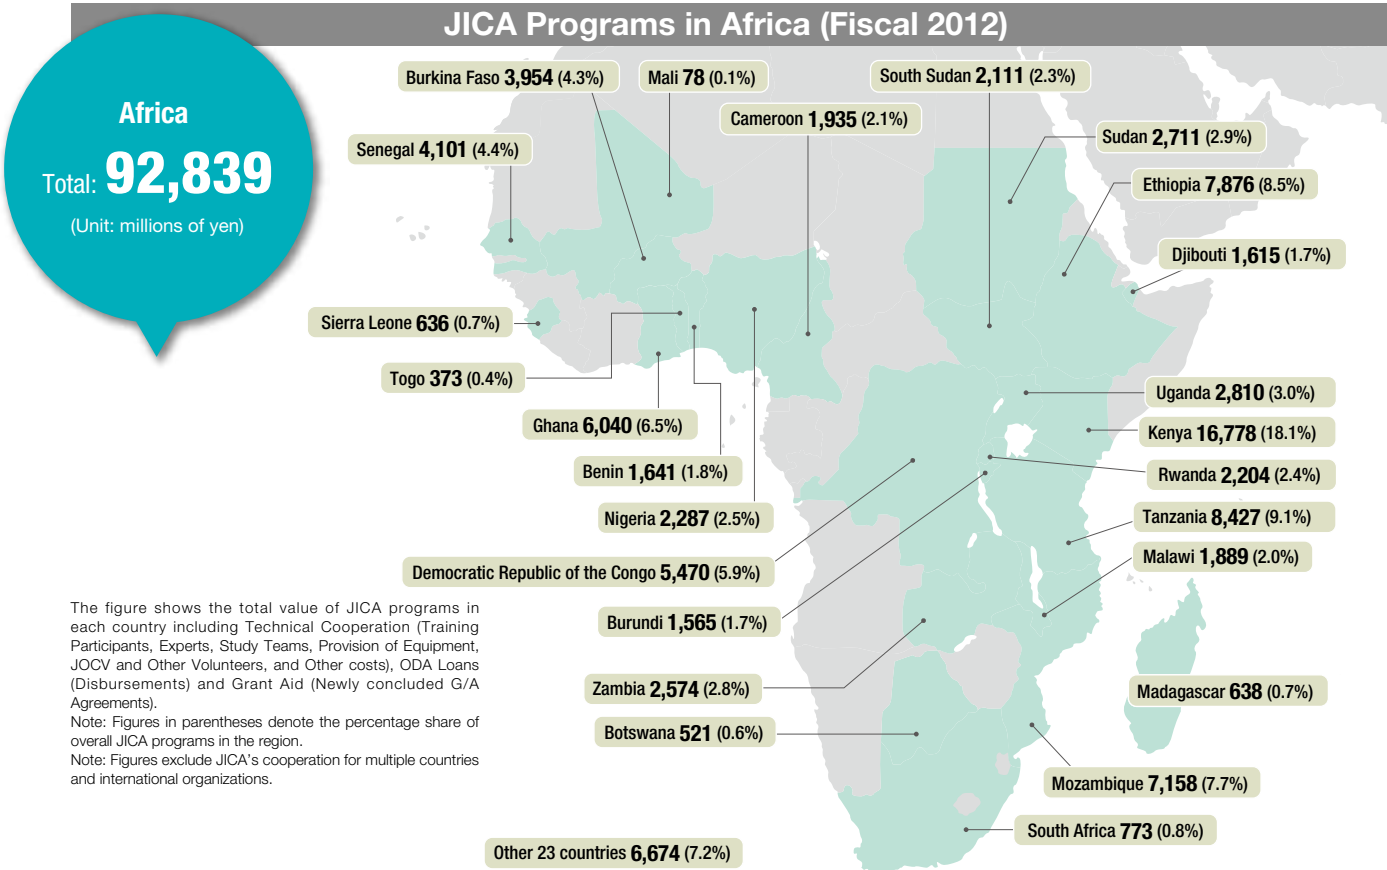 JICA Programs in Africa (Fiscal 2012)
Africa
Total: 92,839
(Unit: millions of yen)
Burkina Faso 3,954 (4.3%)
Mali 78 (0.1%)
South Sudan 2,111 (2.3%)
Cameroon 1,935 (2.1%)
Sudan 2,711 (2.9%)
Senegal 4,101 (4.4%)
Ethiopia 7,876 (8.5%)
Djibouti 1,615 (1.7%)
Sierra Leone 636 (0.7%)
Togo 373 (0.4%)
Uganda 2,810 (3.0%)
Ghana 6,040 (6.5%)
Kenya 16,778 (18.1%)
Benin 1,641 (1.8%)
Rwanda 2,204 (2.4%)
Nigeria 2,287 (2.5%)
Tanzania 8,427 (9.1%)
Malawi 1,889 (2.0%)
Democratic Republic of the Congo 5,470 (5.9%)
Burundi 1,565 (1.7%)
Zambia 2,574 (2.8%)
Madagascar 638 (0.7%)
Botswana 521 (0.6%)
Mozambique 7,158 (7.7%)
South Africa 773 (0.8%)
Other 23 countries 6,674 (7.2%)
The figure shows the total value of JICA programs in
each country including Technical Cooperation (Training
Participants, Experts, Study Teams, Provision of Equipment,
JOCV and Other Volunteers, and Other costs), ODA Loans
(Disbursements) and Grant Aid (Newly concluded G/A
Agreements).
Note: Figures in parentheses denote the percentage share of
overall JICA programs in the region.
Note: Figures exclude JICA's cooperation for multiple countries
and international organizations.